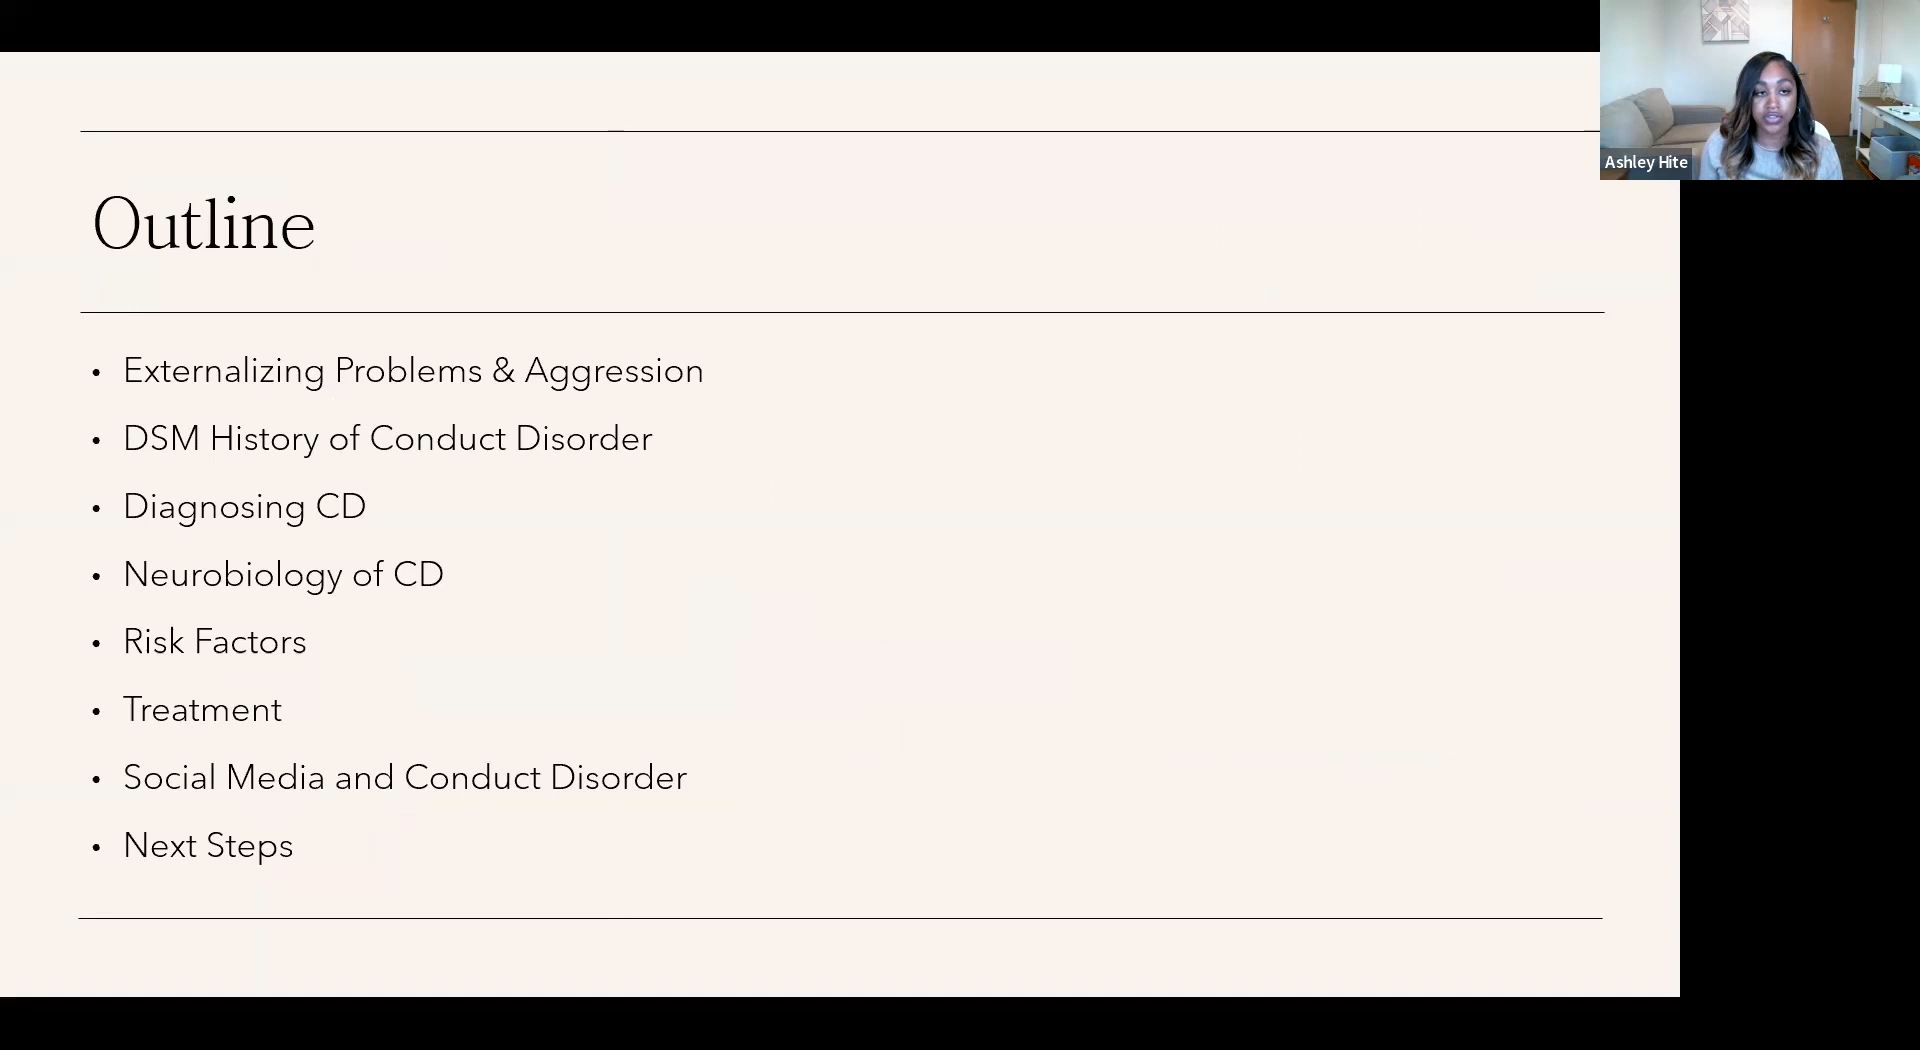 Ashley Hite
Outline
• Externalizing Problems & Aggression
• DSM History of Conduct Disorder
• Diagnosing CD
• Neurobiology of CD
• Risk Factors
• Treatment
• Social Media and Conduct Disorder
• Next Steps